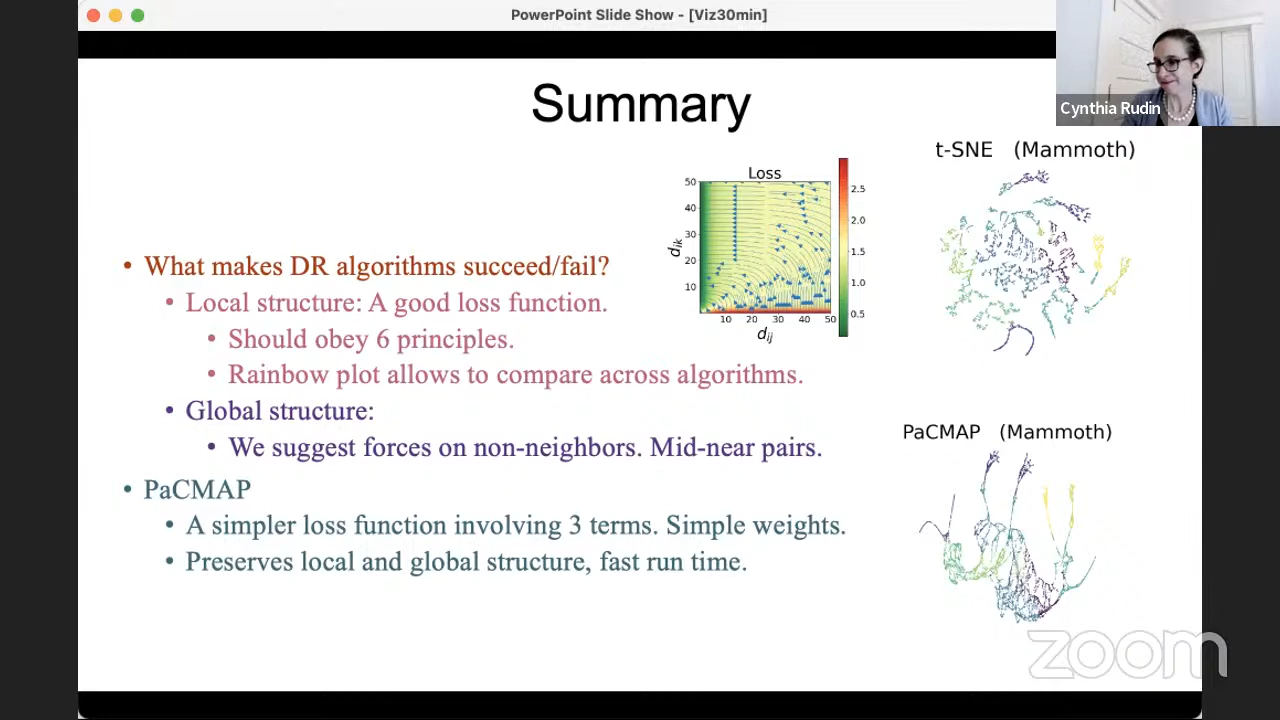 PowerPoint Slide Show - [Viz30min]
Cynthia Rudin
Summary
t-SNE (Mammoth)
Loss
50
40
30
20
10
d_ik
10 20 30 40 50
d_ij
2.5
2.0
1.5
1.0
0.5
• What makes DR algorithms succeed/fail?
• Local structure: A good loss function.
• Should obey 6 principles.
• Rainbow plot allows to compare across algorithms.
• Global structure:
• We suggest forces on non-neighbors. Mid-near pairs.
• PaCMAP
• A simpler loss function involving 3 terms. Simple weights.
• Preserves local and global structure, fast run time.
PaCMAP (Mammoth)
zoom